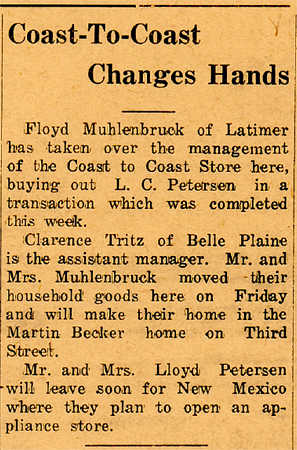 Coast-To-Coast
Changes Hands
Floyd Muhlenbruck of Latimer
has taken over the management
of the Coast to Coast Store here,
buying out L. C. Petersen in a
transaction which was completed
this week.
Clarence Tritz of Belle Plaine
is the assistant manager. Mr. and
Mrs. Muhlenbruck moved their
household goods here on Friday
and will make their home in the
Martin Becker home on Third
Street.
Mr. and Mrs. Lloyd Petersen
will leave soon for New Mexico
where they plan to open an ap-
pliance store.